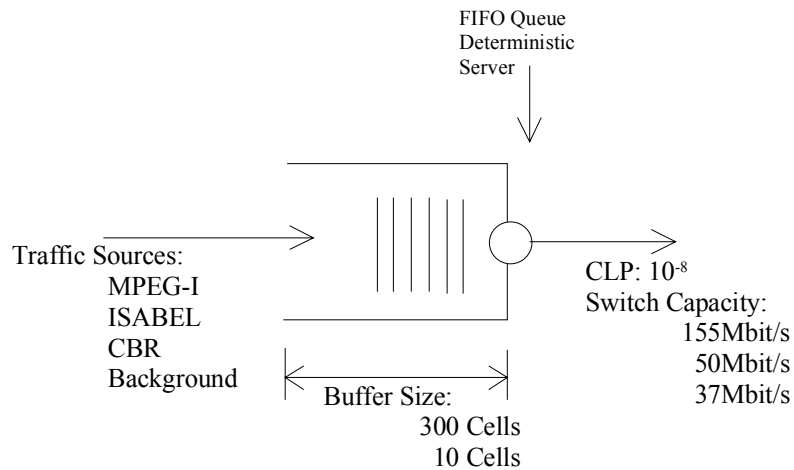 FIFO Queue
Deterministic
Server
Traffic Sources:
MPEG-I
ISABEL
CBR
Background
CLP: 10⁻⁸
Switch Capacity:
155Mbit/s
50Mbit/s
37Mbit/s
Buffer Size:
300 Cells
10 Cells